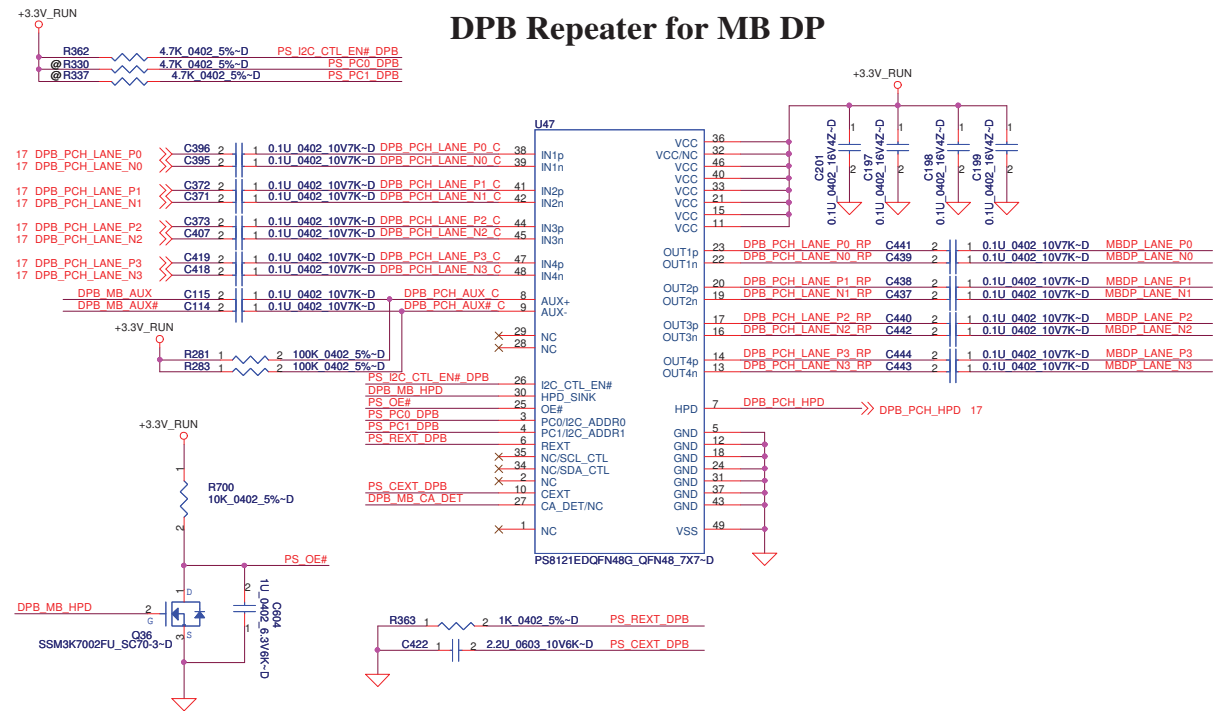 DPB Repeater for MB DP
+3.3V_RUN
R362 4.7K_0402_5%~D PS_I2C_CTL_EN#_DPB
@R330 4.7K_0402_5%~D PS_PC0_DPB
@R337 4.7K_0402_5%~D PS_PC1_DPB
+3.3V_RUN
C201 0.1U_0402_16V4Z~D 1 2
C197 0.1U_0402_16V4Z~D 1 2
C198 0.1U_0402_16V4Z~D 1 2
C199 0.1U_0402_16V4Z~D 1 2
U47
17 DPB_PCH_LANE_P0 C396 2 1 0.1U_0402_10V7K~D DPB_PCH_LANE_P0_C 38 IN1p
17 DPB_PCH_LANE_N0 C395 2 1 0.1U_0402_10V7K~D DPB_PCH_LANE_N0_C 39 IN1n
17 DPB_PCH_LANE_P1 C372 2 1 0.1U_0402_10V7K~D DPB_PCH_LANE_P1_C 41 IN2p
17 DPB_PCH_LANE_N1 C371 2 1 0.1U_0402_10V7K~D DPB_PCH_LANE_N1_C 42 IN2n
17 DPB_PCH_LANE_P2 C373 2 1 0.1U_0402_10V7K~D DPB_PCH_LANE_P2_C 44 IN3p
17 DPB_PCH_LANE_N2 C407 2 1 0.1U_0402_10V7K~D DPB_PCH_LANE_N2_C 45 IN3n
17 DPB_PCH_LANE_P3 C419 2 1 0.1U_0402_10V7K~D DPB_PCH_LANE_P3_C 47 IN4p
17 DPB_PCH_LANE_N3 C418 2 1 0.1U_0402_10V7K~D DPB_PCH_LANE_N3_C 48 IN4n
DPB_MB_AUX C115 2 1 0.1U_0402_10V7K~D DPB_PCH_AUX_C 8 AUX+
DPB_MB_AUX# C114 2 1 0.1U_0402_10V7K~D DPB_PCH_AUX#_C 9 AUX-
+3.3V_RUN
29 NC
28 NC
R281 1 2 100K_0402_5%~D
R283 1 2 100K_0402_5%~D
PS_I2C_CTL_EN#_DPB 26 I2C_CTL_EN#
DPB_MB_HPD 30 HPD_SINK
PS_OE# 25 OE#
PS_PC0_DPB 3 PC0/I2C_ADDR0
PS_PC1_DPB 4 PC1/I2C_ADDR1
PS_REXT_DPB 6 REXT
35 NC/SCL_CTL
34 NC/SDA_CTL
2 NC
PS_CEXT_DPB 10 CEXT
DPB_MB_CA_DET 27 CA_DET/NC
1 NC
VCC 36
VCC/NC 32
VCC 46
VCC 40
VCC 33
VCC 21
VCC 15
VCC 11
OUT1p 23 DPB_PCH_LANE_P0_RP C441 2 1 0.1U_0402_10V7K~D MBDP_LANE_P0
OUT1n 22 DPB_PCH_LANE_N0_RP C439 2 1 0.1U_0402_10V7K~D MBDP_LANE_N0
OUT2p 20 DPB_PCH_LANE_P1_RP C438 2 1 0.1U_0402_10V7K~D MBDP_LANE_P1
OUT2n 19 DPB_PCH_LANE_N1_RP C437 2 1 0.1U_0402_10V7K~D MBDP_LANE_N1
OUT3p 17 DPB_PCH_LANE_P2_RP C440 2 1 0.1U_0402_10V7K~D MBDP_LANE_P2
OUT3n 16 DPB_PCH_LANE_N2_RP C442 2 1 0.1U_0402_10V7K~D MBDP_LANE_N2
OUT4p 14 DPB_PCH_LANE_P3_RP C444 2 1 0.1U_0402_10V7K~D MBDP_LANE_P3
OUT4n 13 DPB_PCH_LANE_N3_RP C443 2 1 0.1U_0402_10V7K~D MBDP_LANE_N3
HPD 7 DPB_PCH_HPD DPB_PCH_HPD 17
GND 5
GND 12
GND 18
GND 24
GND 31
GND 37
GND 43
VSS 49
PS8121EDQFN48G_QFN48_7X7~D
+3.3V_RUN
1
R700
10K_0402_5%~D
2
PS_OE#
1 D
DPB_MB_HPD 2 G
3 S
Q36
SSM3K7002FU_SC70-3~D
2
C604
1U_0402_6.3V6K~D
1
R363 1 2 1K_0402_5%~D PS_REXT_DPB
C422 1 2 2.2U_0603_10V6K~D PS_CEXT_DPB